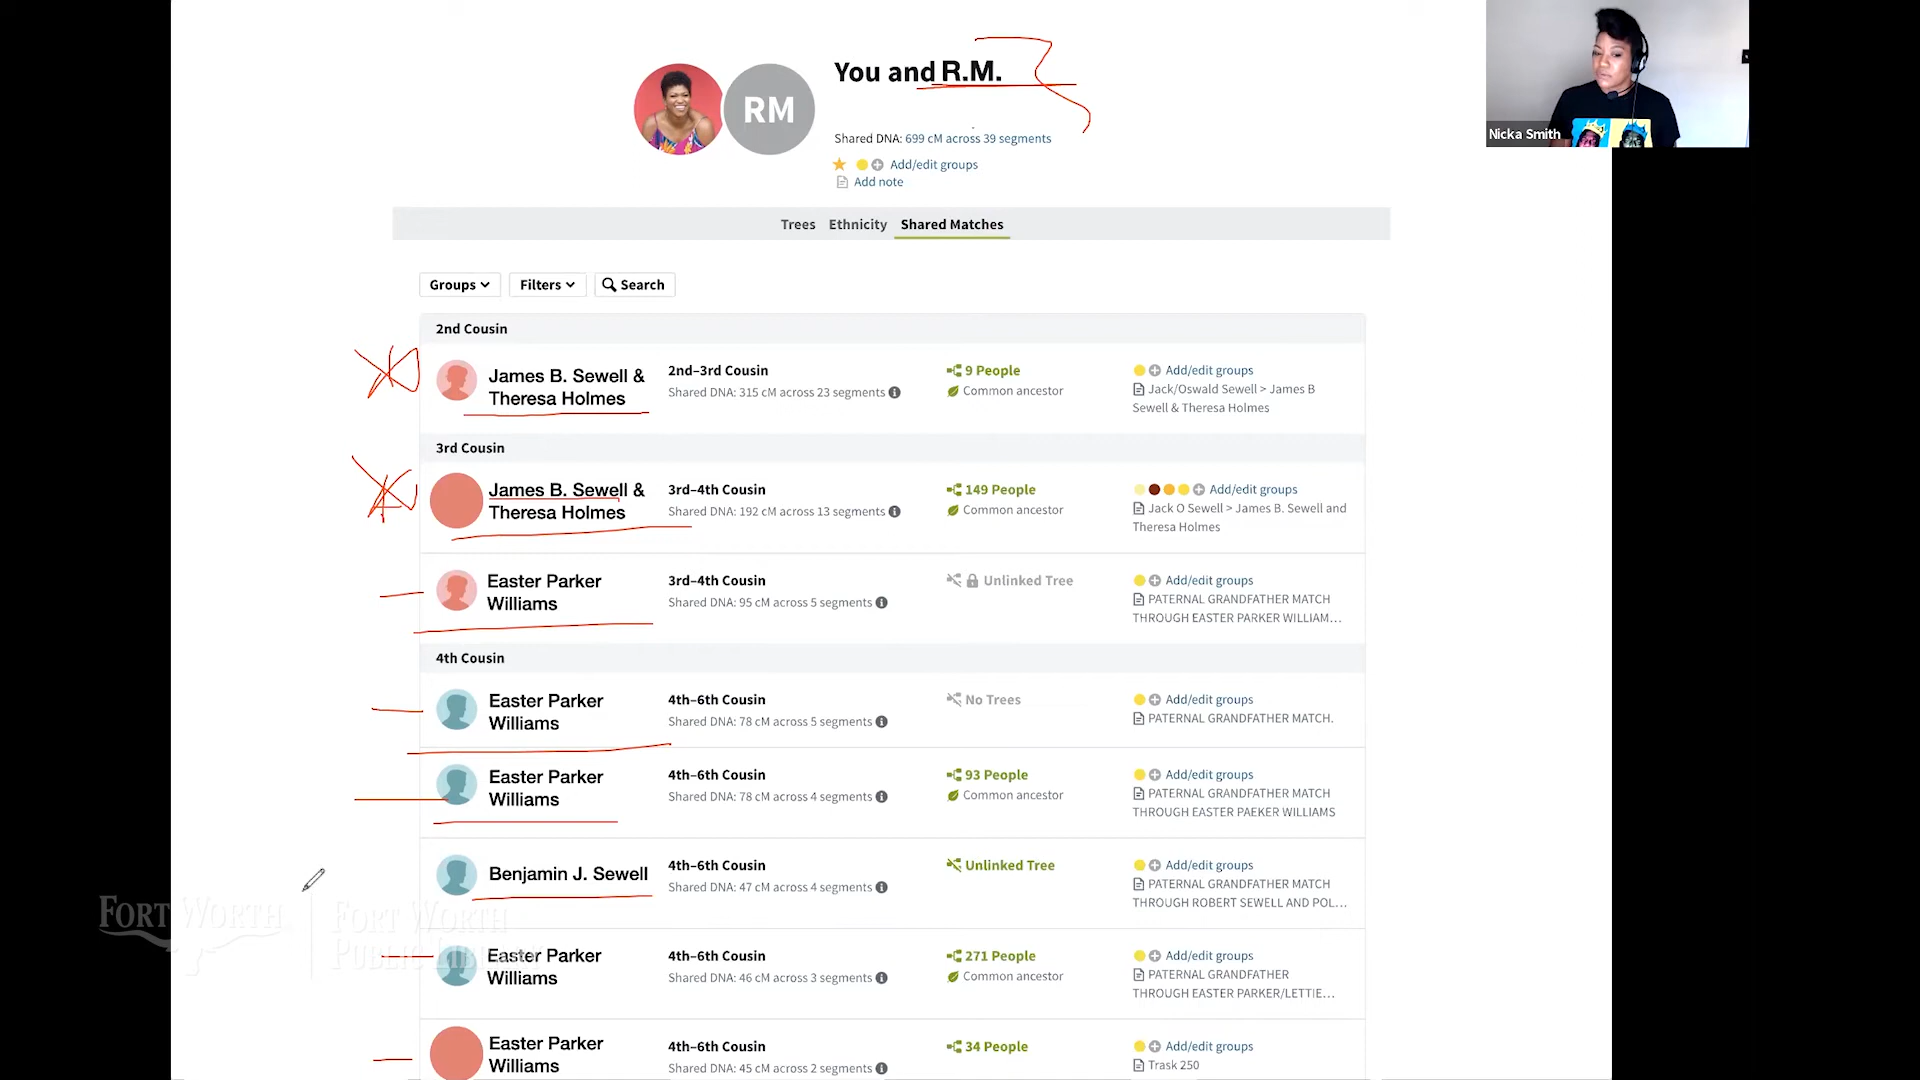 You and R.M.
RM
Shared DNA: 699 cM across 39 segments
Add/edit groups
Add note
Nicka Smith
Trees Ethnicity Shared Matches
Groups Filters Search
2nd Cousin
James B. Sewell &
Theresa Holmes
2nd–3rd Cousin
Shared DNA: 315 cM across 23 segments
9 People
Common ancestor
Add/edit groups
Jack/Oswald Sewell > James B
Sewell & Theresa Holmes
3rd Cousin
James B. Sewell &
Theresa Holmes
3rd–4th Cousin
Shared DNA: 192 cM across 13 segments
149 People
Common ancestor
Add/edit groups
Jack O Sewell > James B. Sewell and
Theresa Holmes
Easter Parker
Williams
3rd–4th Cousin
Shared DNA: 95 cM across 5 segments
Unlinked Tree
Add/edit groups
PATERNAL GRANDFATHER MATCH
THROUGH EASTER PARKER WILLIAM...
4th Cousin
Easter Parker
Williams
4th–6th Cousin
Shared DNA: 78 cM across 5 segments
No Trees
Add/edit groups
PATERNAL GRANDFATHER MATCH.
Easter Parker
Williams
4th–6th Cousin
Shared DNA: 78 cM across 4 segments
93 People
Common ancestor
Add/edit groups
PATERNAL GRANDFATHER MATCH
THROUGH EASTER PAEKER WILLIAMS
Benjamin J. Sewell
4th–6th Cousin
Shared DNA: 47 cM across 4 segments
Unlinked Tree
Add/edit groups
PATERNAL GRANDFATHER MATCH
THROUGH ROBERT SEWELL AND POL...
Easter Parker
Williams
4th–6th Cousin
Shared DNA: 46 cM across 3 segments
271 People
Common ancestor
Add/edit groups
PATERNAL GRANDFATHER
THROUGH EASTER PARKER/LETTIE...
Easter Parker
Williams
4th–6th Cousin
Shared DNA: 45 cM across 2 segments
34 People
Add/edit groups
Trask 250
FORT WORTH
FORT WORTH
PUBLIC LIBRARY